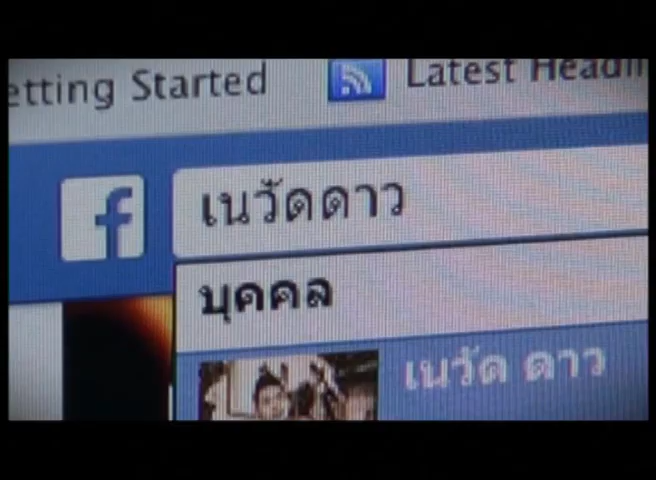 etting Started
Latest Headli
f
เนวัดดาว
บุคคล
เนวัด ดาว